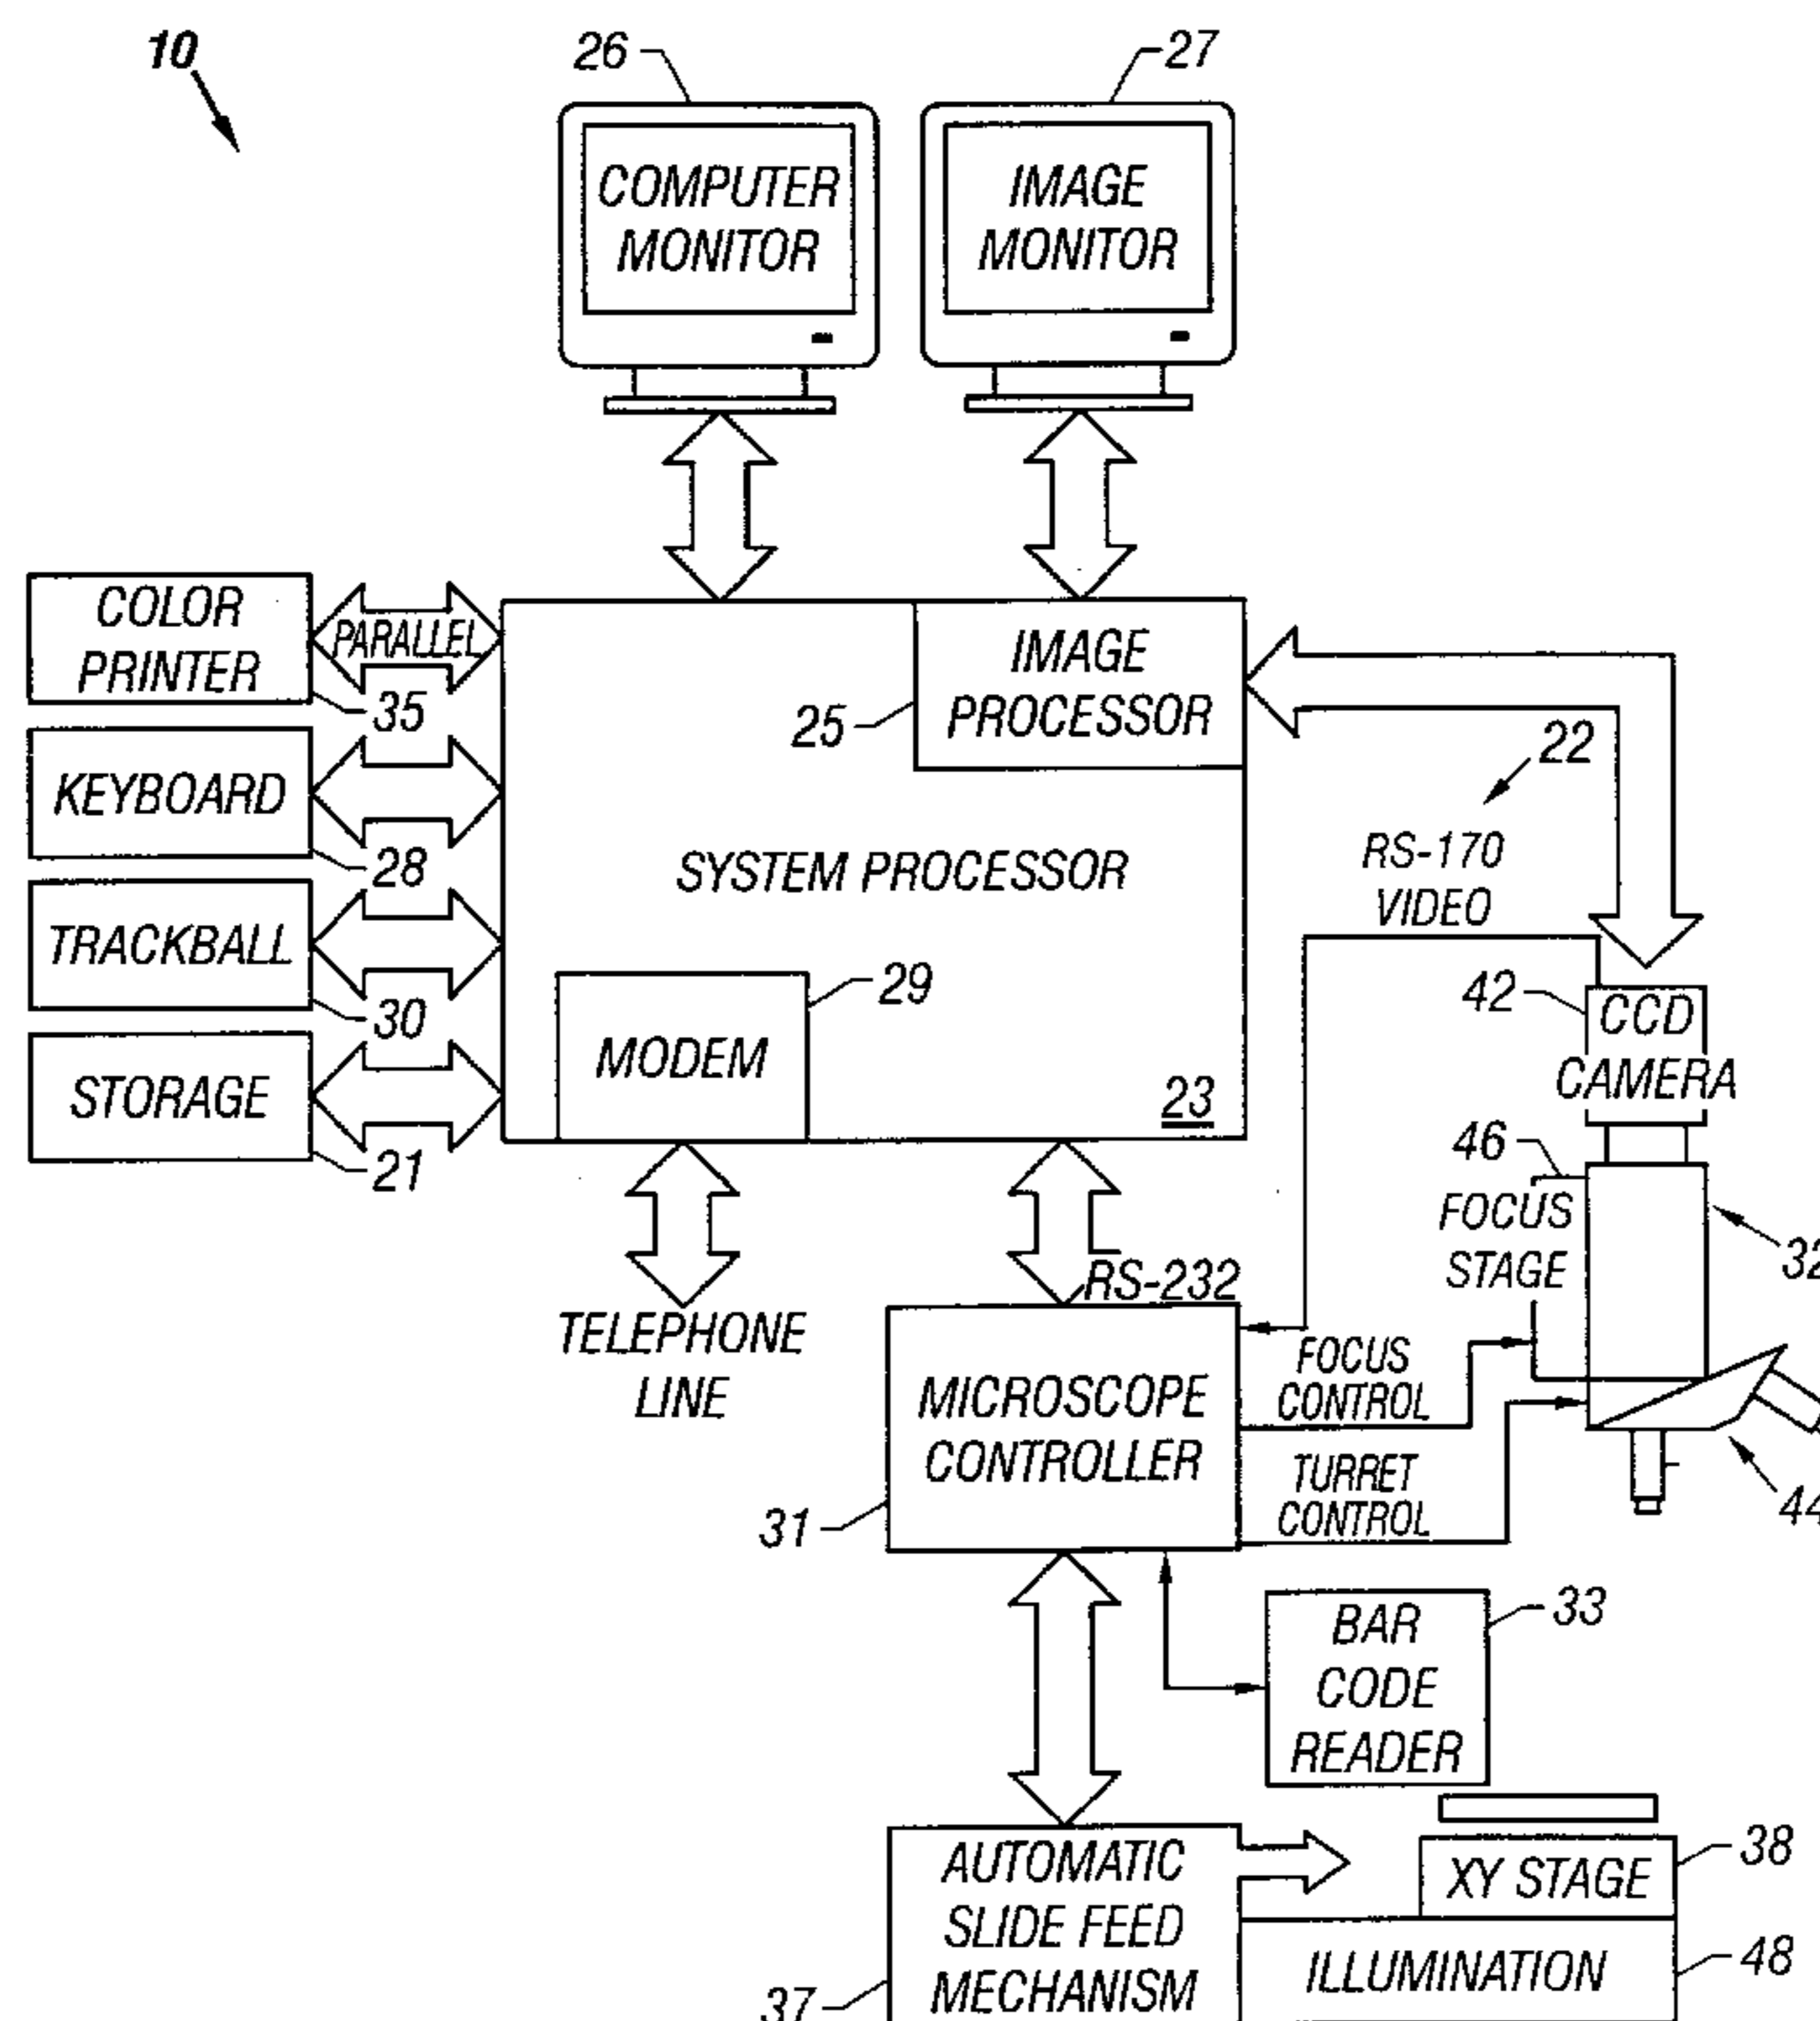 10
26
27
COMPUTER
MONITOR
IMAGE
MONITOR
COLOR
PRINTER
PARALLEL
35
IMAGE
PROCESSOR
25
22
KEYBOARD
28
SYSTEM PROCESSOR
RS-170
VIDEO
TRACKBALL
30
29
42
CCD
CAMERA
STORAGE
21
MODEM
23
46
FOCUS
STAGE
32
RS-232
TELEPHONE
LINE
MICROSCOPE
CONTROLLER
31
FOCUS
CONTROL
TURRET
CONTROL
44
BAR
CODE
READER
33
AUTOMATIC
SLIDE FEED
MECHANISM
37
XY STAGE
38
ILLUMINATION
48